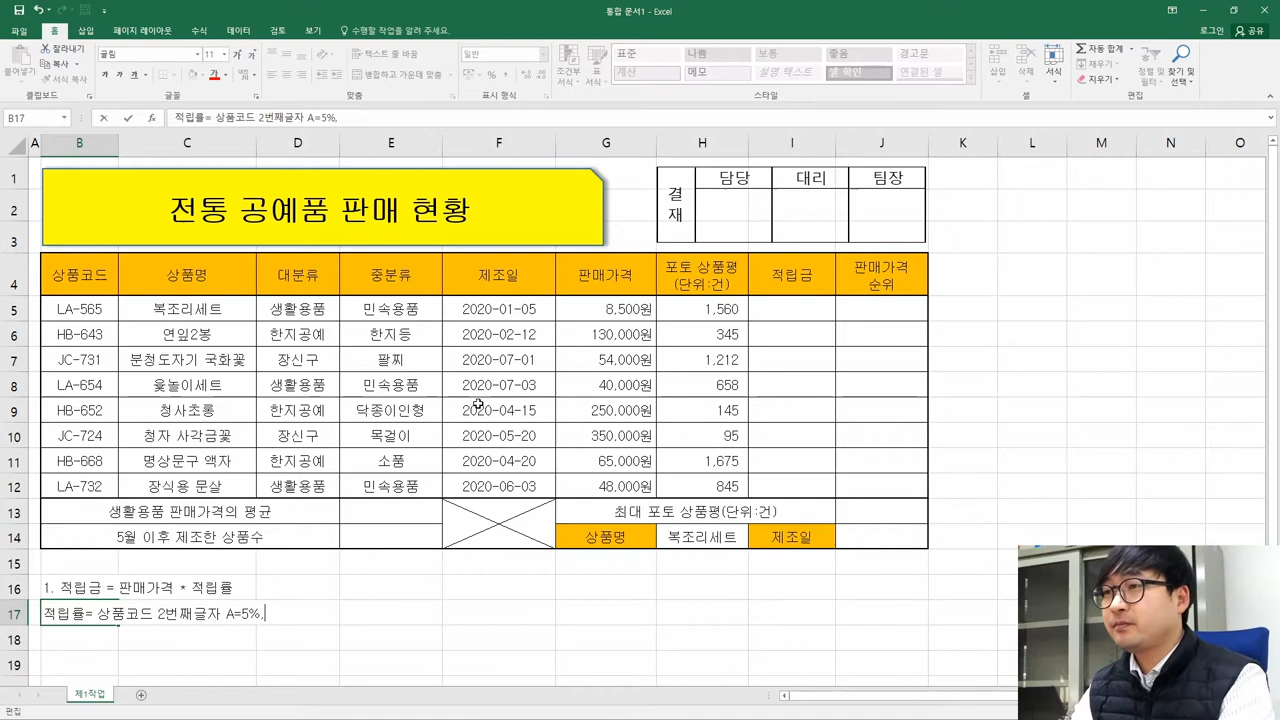 통합 문서1 - Excel
파일 홈 삽입 페이지 레이아웃 수식 데이터 검토 보기 수행할 작업을 알려 주세요. 로그인 공유
붙여넣기 잘라내기 복사 서식 복사 클립보드
굴림 11 가 가 가 가 가 가 글꼴
텍스트 줄 바꿈 병합하고 가운데 맞춤 맞춤
일반 % 표시 형식
조건부 서식 표 서식 표준 나쁨 보통 좋음 경고문
계산 메모 설명 텍스트 셀 확인 연결된 셀 스타일
삽입 삭제 서식 셀
자동 합계 채우기 지우기 정렬 및 필터 찾기 및 선택 편집
B17 fx 적립률= 상품코드 2번째글자 A=5%,
A B C D E F G H I J K L M N O
1 전통 공예품 판매 현황 결재 담당 대리 팀장
2
3
4 상품코드 상품명 대분류 중분류 제조일 판매가격 포토 상품평 (단위:건) 적립금 판매가격 순위
5 LA-565 복조리세트 생활용품 민속용품 2020-01-05 8,500원 1,560
6 HB-643 연잎2봉 한지공예 한지등 2020-02-12 130,000원 345
7 JC-731 분청도자기 국화꽃 장신구 팔찌 2020-07-01 54,000원 1,212
8 LA-654 윷놀이세트 생활용품 민속용품 2020-07-03 40,000원 658
9 HB-652 청사초롱 한지공예 닥종이인형 2020-04-15 250,000원 145
10 JC-724 청자 사각금꽃 장신구 목걸이 2020-05-20 350,000원 95
11 HB-668 명상문구 액자 한지공예 소품 2020-04-20 65,000원 1,675
12 LA-732 장식용 문살 생활용품 민속용품 2020-06-03 48,000원 845
13 생활용품 판매가격의 평균 최대 포토 상품평(단위:건)
14 5월 이후 제조한 상품수 상품명 복조리세트 제조일
15
16 1. 적립금 = 판매가격 * 적립률
17 적립률= 상품코드 2번째글자 A=5%,
18
19
제1작업
편집